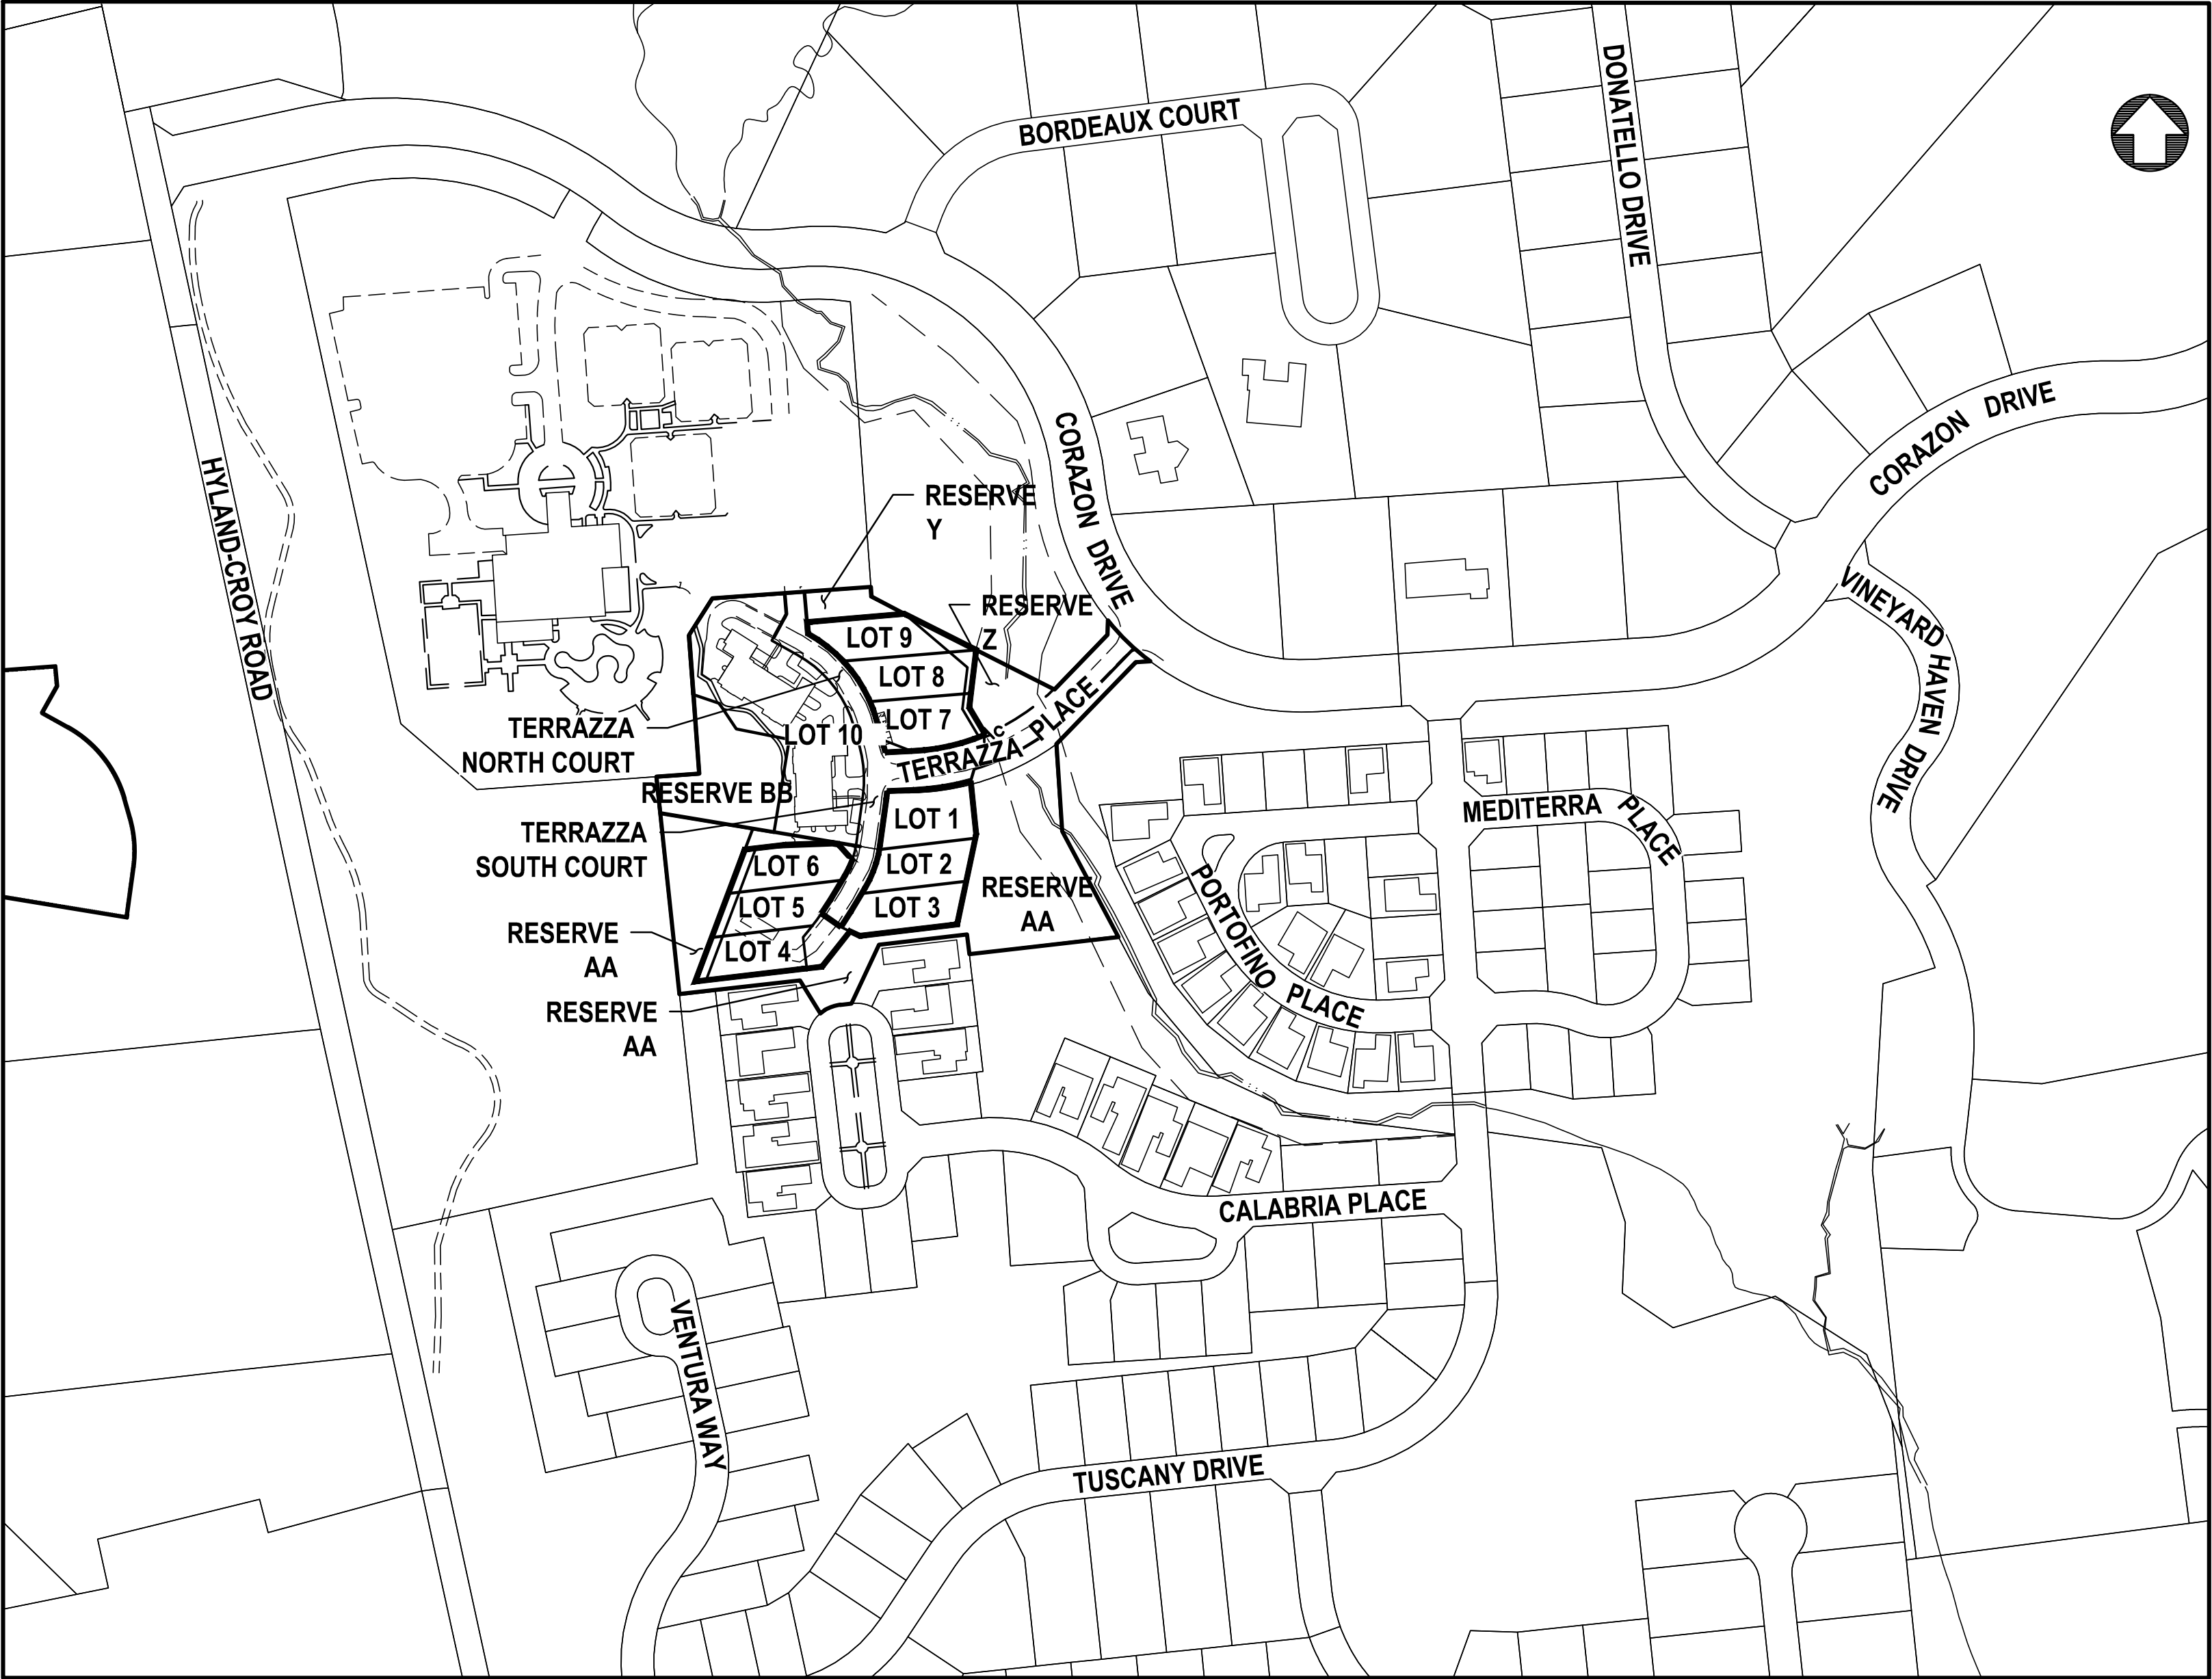 DONATELLO DRIVE
BORDEAUX COURT
CORAZON DRIVE
CORAZON DRIVE
HYLAND-CROY ROAD
RESERVE
Y
VINEYARD HAVEN DRIVE
RESERVE
Z
LOT 9
LOT 8
LOT 7
TERRAZZA
NORTH COURT
LOT 10
TERRAZZA PLACE
C
RESERVE BB
MEDITERRA PLACE
TERRAZZA
SOUTH COURT
LOT 1
LOT 2
LOT 3
LOT 6
LOT 5
LOT 4
RESERVE
AA
PORTOFINO PLACE
RESERVE
AA
RESERVE
AA
CALABRIA PLACE
VENTURA WAY
TUSCANY DRIVE